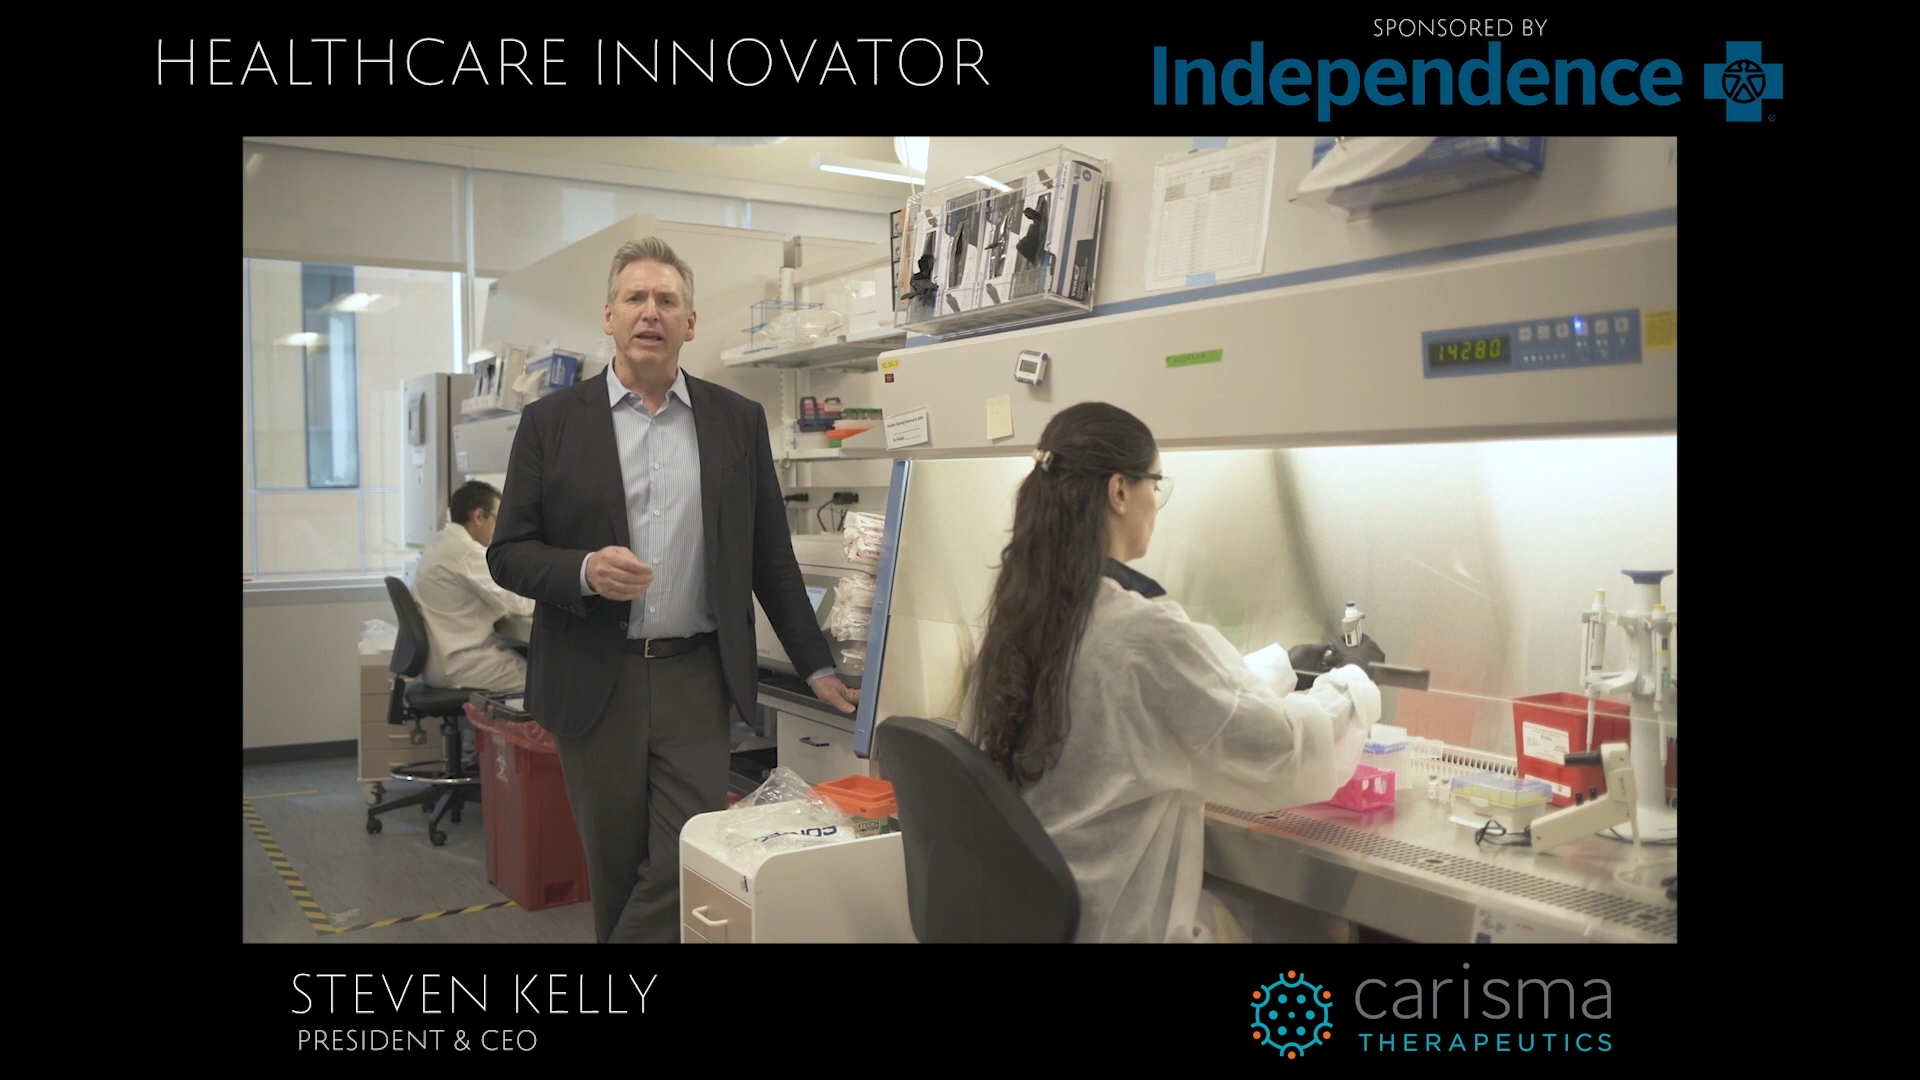 HEALTHCARE INNOVATOR
SPONSORED BY
Independence
14280
STEVEN KELLY
PRESIDENT & CEO
carisma
THERAPEUTICS